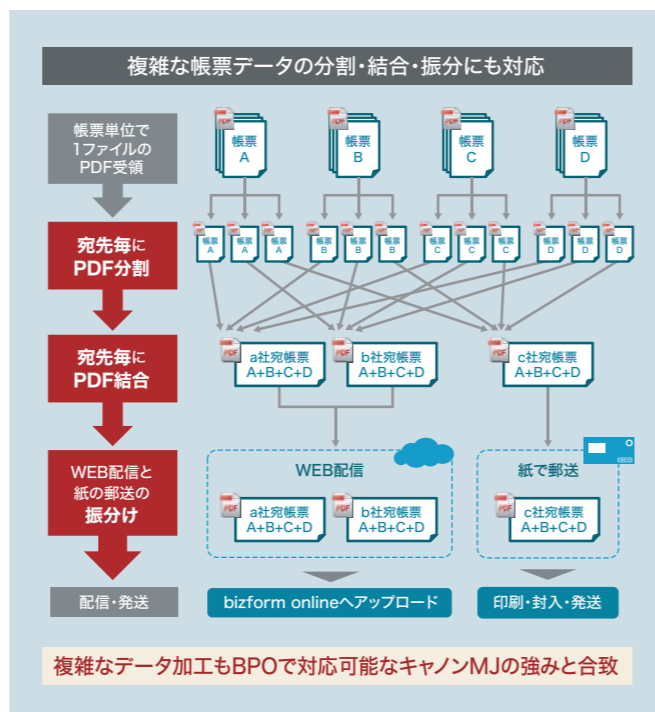 複雑な帳票データの分割・結合・振分にも対応
帳票単位で
1ファイルの
PDF受領
PDF
帳票
A
PDF
帳票
B
PDF
帳票
C
PDF
帳票
D
宛先毎に
PDF分割
帳票
A
帳票
A
帳票
A
帳票
B
帳票
B
帳票
B
帳票
C
帳票
C
帳票
C
帳票
D
帳票
D
帳票
D
宛先毎に
PDF結合
PDF
a社宛帳票
A+B+C+D
PDF
b社宛帳票
A+B+C+D
PDF
c社宛帳票
A+B+C+D
WEB配信と
紙の郵送の
振分け
WEB配信
PDF
a社宛帳票
A+B+C+D
PDF
b社宛帳票
A+B+C+D
紙で郵送
PDF
c社宛帳票
A+B+C+D
配信・発送
bizform onlineへアップロード
印刷・封入・発送
複雑なデータ加工もBPOで対応可能なキヤノンMJの強みと合致